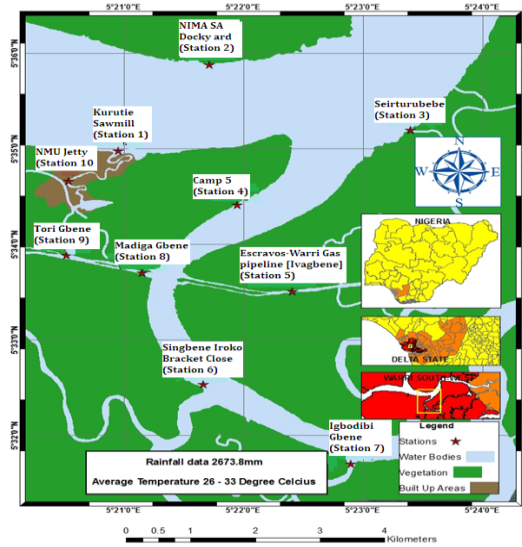 5°21'0"E 5°22'0"E 5°23'0"E 5°24'0"E
5°36'0"N
5°35'0"N
5°34'0"N
5°33'0"N
5°32'0"N
NIMA SA
Docky ard
(Station 2)
Kurutie
Sawmill
(Station 1)
Seirturubebe
(Station 3)
NMU Jetty
(Station 10
Camp 5
(Station 4)
Tori Gbene
(Station 9)
Madiga Gbene
(Station 8)
Escravos-Warri Gas
pipeline [Ivagbene]
(Station 5)
Singbene Iroko
Bracket Close
(Station 6)
Igbodibi
Gbene
(Station 7)
N
W E
S
NIGERIA
DELTA STATE
Legend
Stations
Water Bodies
Vegetation
Built Up Areas
Rainfall data 2673.8mm
Average Temperature 26 - 33 Degree Celcius
0 0.5 1 2 3 4
Kilometers
5°21'0"E 5°22'0"E 5°23'0"E 5°24'0"E